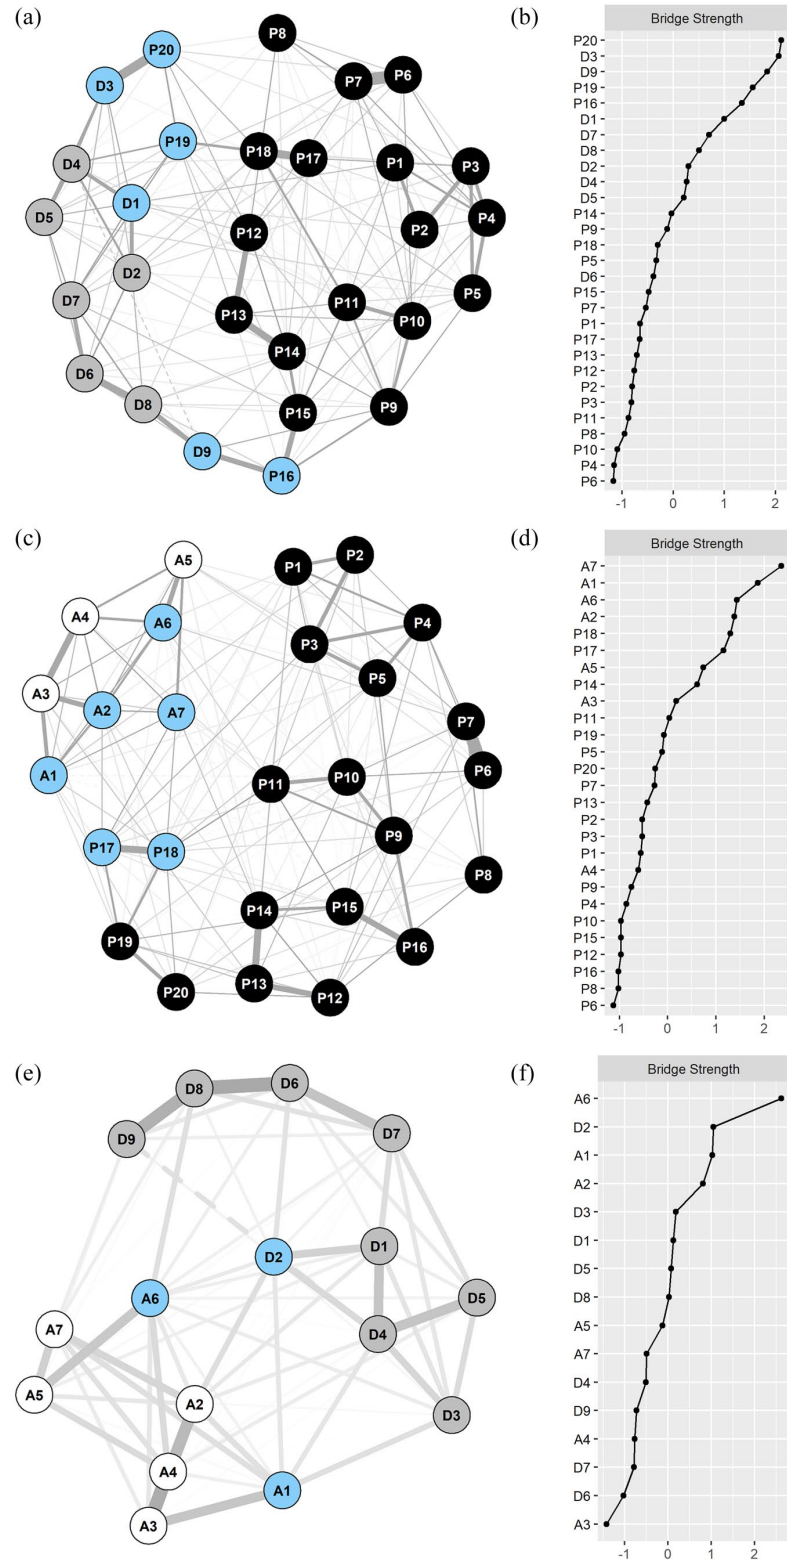 (a)
P8
P20
P7
P6
D3
P19
P18
P17
P1
P3
D4
D1
D5
P12
P2
P4
D2
D7
P13
P11
P10
P5
P14
D6
D8
P15
P9
D9
P16
(b)
Bridge Strength
P20
D3
D9
P19
P16
D1
D7
D8
D2
D4
D5
P14
P9
P18
P5
D6
P15
P7
P1
P17
P13
P12
P2
P3
P11
P8
P10
P4
P6
-1 0 1 2
(c)
A5
P1
P2
A4
A6
P3
P4
A3
A2
A7
P5
P7
A1
P11
P10
P6
P17
P18
P9
P8
P19
P14
P15
P16
P20
P13
P12
(d)
Bridge Strength
A7
A1
A6
A2
P18
P17
A5
P14
A3
P11
P19
P5
P20
P7
P13
P2
P3
P1
A4
P9
P4
P10
P15
P12
P16
P8
P6
-1 0 1 2
(e)
D8
D6
D9
D7
D2
D1
A6
D5
A7
D4
A5
A2
D3
A4
A1
A3
(f)
Bridge Strength
A6
D2
A1
A2
D3
D1
D5
D8
A5
A7
D4
D9
A4
D7
D6
A3
-1 0 1 2